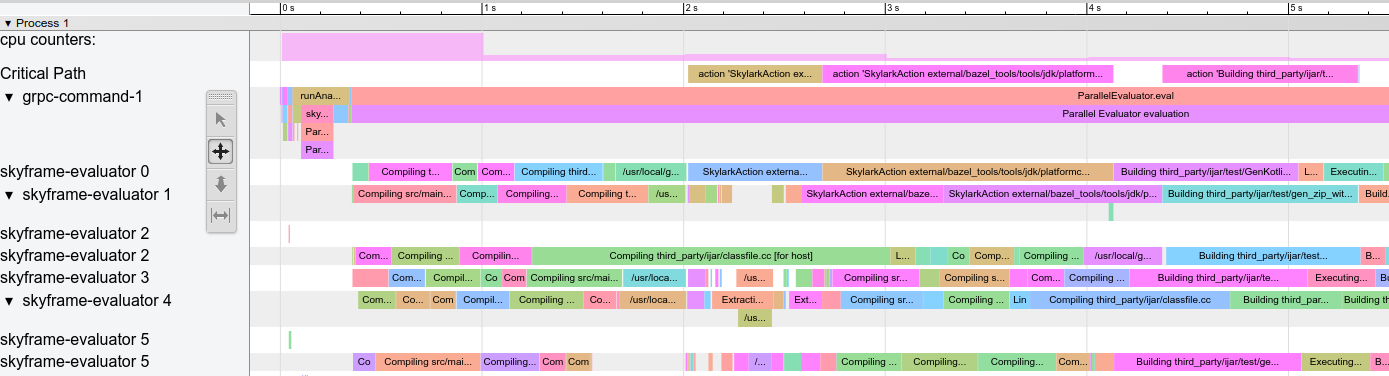 0 s 1 s 2 s 3 s 4 s 5 s
▼ Process 1
cpu counters:
Critical Path action 'SkylarkAction ex... action 'SkylarkAction external/bazel_tools/tools/jdk/platform... action 'Building third_party/ijar/t...
▼ grpc-command-1 runAna... ParallelEvaluator.eval
sky... Parallel Evaluator evaluation
Par...
Par...
skyframe-evaluator 0 Compiling t... Com Com... Compiling third... /usr/local/g... SkylarkAction externa... SkylarkAction external/bazel_tools/tools/jdk/platformc... Building third_party/ijar/test/GenKotli... L... Executin...
▼ skyframe-evaluator 1 Compiling src/main... Comp... Compiling... Compiling t... /us... SkylarkAction external/baze... SkylarkAction external/bazel_tools/tools/jdk/p... Building third_party/ijar/test/gen_zip_wit... Build
skyframe-evaluator 2
skyframe-evaluator 2 Com... Compiling ... Compilin... Compiling third_party/ijar/classfile.cc [for host] L... Co Comp... Compiling ... /usr/local/g... Building third_party/ijar/test... B...
skyframe-evaluator 3 Com... Compil... Co Com Compiling src/mai... /usr/loca... /us... Compiling sr... Compiling s... Com... Compiling ... Building third_party/ijar/te... Executing... Bu
▼ skyframe-evaluator 4 Com... Co... Com Compil... Compiling ... Co... /usr/loca... Extracti... Ext... Compiling sr... Compiling ... Lin Compiling third_party/ijar/classfile.cc Building third_par... Building th
/us...
skyframe-evaluator 5
skyframe-evaluator 5 Co Compiling src/mai... Compiling... Com Com /... Compiling ... Compiling... Compiling... Com... Building third_party/ijar/test/ge... Executing... B...